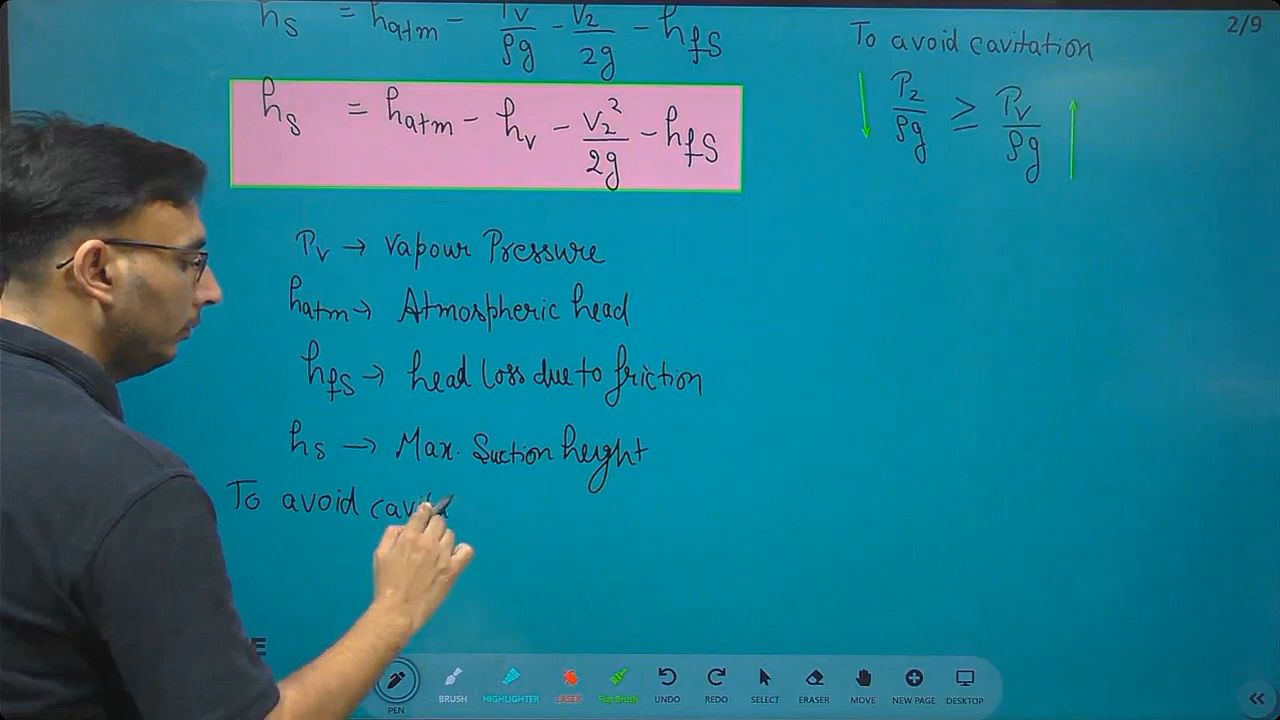 hs = hatm - Pv/ρg - V2/2g - hfs
hs = hatm - hv - V2²/2g - hfs
Pv → Vapour Pressure
hatm → Atmospheric head
hfs → head loss due to friction
hs → Max. Suction height
To avoid cavit
To avoid cavitation
P2/ρg ≥ Pv/ρg
2/9
PEN BRUSH HIGHLIGHTER LASER Flat Brush UNDO REDO SELECT ERASER MOVE NEW PAGE DESKTOP